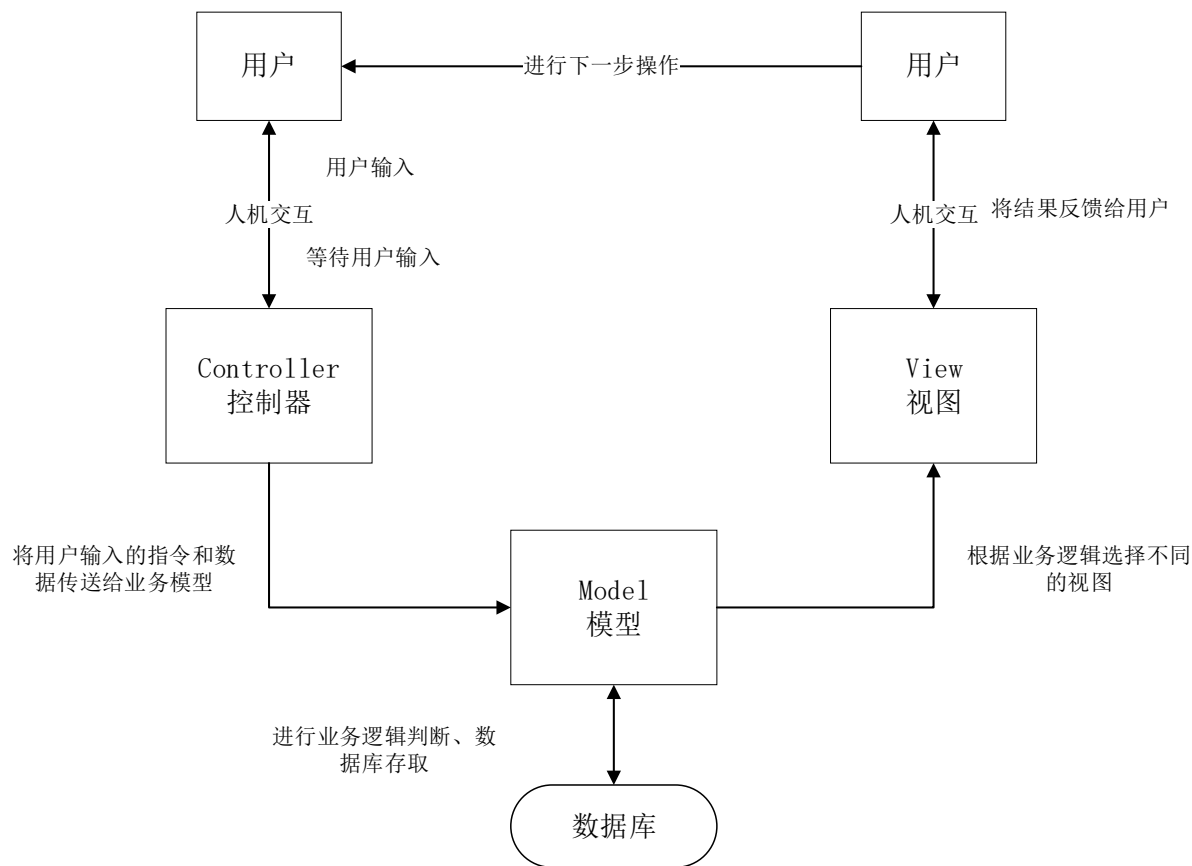 用户
进行下一步操作
用户
用户输入
人机交互
等待用户输入
人机交互
将结果反馈给用户
Controller
控制器
View
视图
将用户输入的指令和数
据传送给业务模型
Model
模型
根据业务逻辑选择不同
的视图
进行业务逻辑判断、数
据库存取
数据库